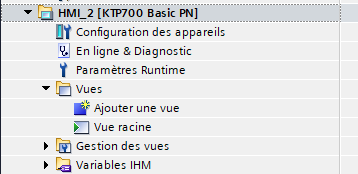 HMI_2 [KTP700 Basic PN]
Configuration des appareils
En ligne & Diagnostic
Paramètres Runtime
Vues
Ajouter une vue
Vue racine
Gestion des vues
Variables IHM